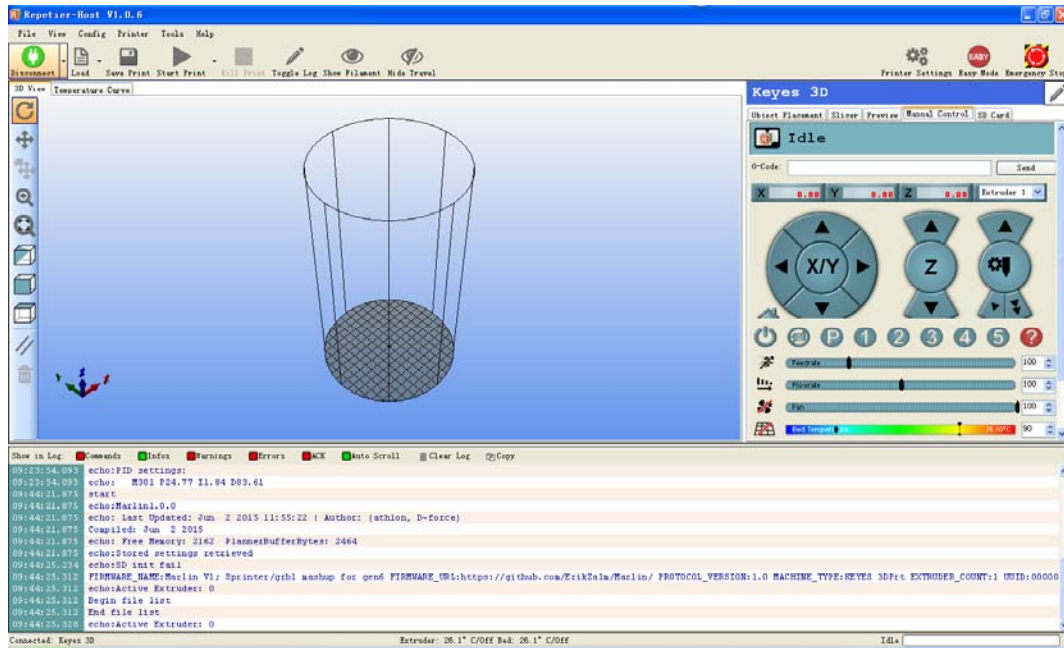 Repetier-Host V1.0.6
File View Config Printer Tools Help
Disconnect Load Save Print Start Print Kill Print Toggle Log Show Filament Hide Travel
Printer Settings Easy Mode Emergency Stop
EASY
3D View Temperature Curve
Keyes 3D
Object Placement Slicer Preview Manual Control SD Card
Idle
G-Code: Send
X 0.00 Y 0.00 Z 0.00 Extruder 1
X/Y Z
P 1 2 3 4 5 ?
Feedrate 100
Flowrate 100
Fan 100
Bed Temperature 26.10°C 90
Show in Log: Commands Infos Warnings Errors ACK Auto Scroll Clear Log Copy
09:23:54.093 echo:PID settings:
09:23:54.093 echo: M301 P24.77 I1.84 D83.61
09:44:21.875 start
09:44:21.875 echo:Marlin1.0.0
09:44:21.875 echo: Last Updated: Jun 2 2015 11:55:22 | Author: (athlon, D-force)
09:44:21.875 Compiled: Jun 2 2015
09:44:21.875 echo: Free Memory: 2162 PlannerBufferBytes: 2464
09:44:21.875 echo:Stored settings retrieved
09:44:25.234 echo:SD init fail
09:44:25.312 FIRMWARE_NAME:Marlin V1; Sprinter/grbl mashup for gen6 FIRMWARE_URL:https://github.com/ErikZalm/Marlin/ PROTOCOL_VERSION:1.0 MACHINE_TYPE:KEYES 3DPrt EXTRUDER_COUNT:1 UUID:00000
09:44:25.312 echo:Active Extruder: 0
09:44:25.312 Begin file list
09:44:25.312 End file list
09:44:25.328 echo:Active Extruder: 0
Connected: Keyes 3D Extruder: 26.1° C/Off Bed: 26.1° C/Off Idle